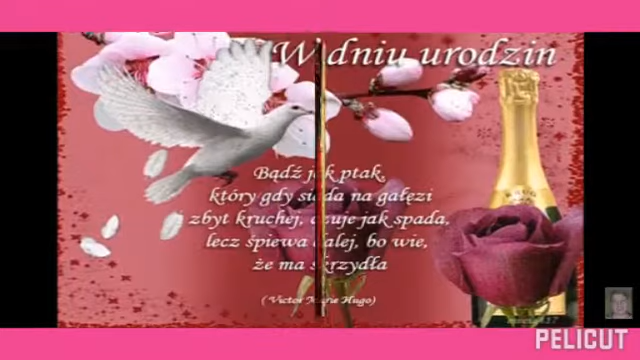 W dniu urodzin
Bądź jak ptak,
który gdy siada na gałęzi
zbyt kruchej, czuje jak spada,
lecz śpiewa dalej, bo wie,
że ma skrzydła
(Victor Marie Hugo)
PELICUT